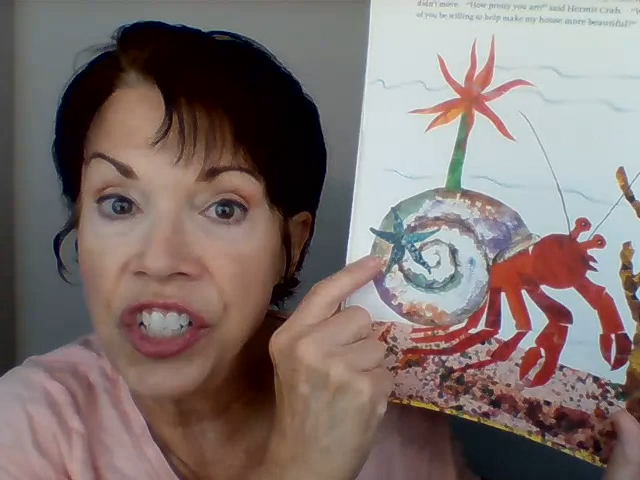 didn't move. "How pretty you are!" said Hermit Crab.
of you be willing to help make my house more beautiful?"